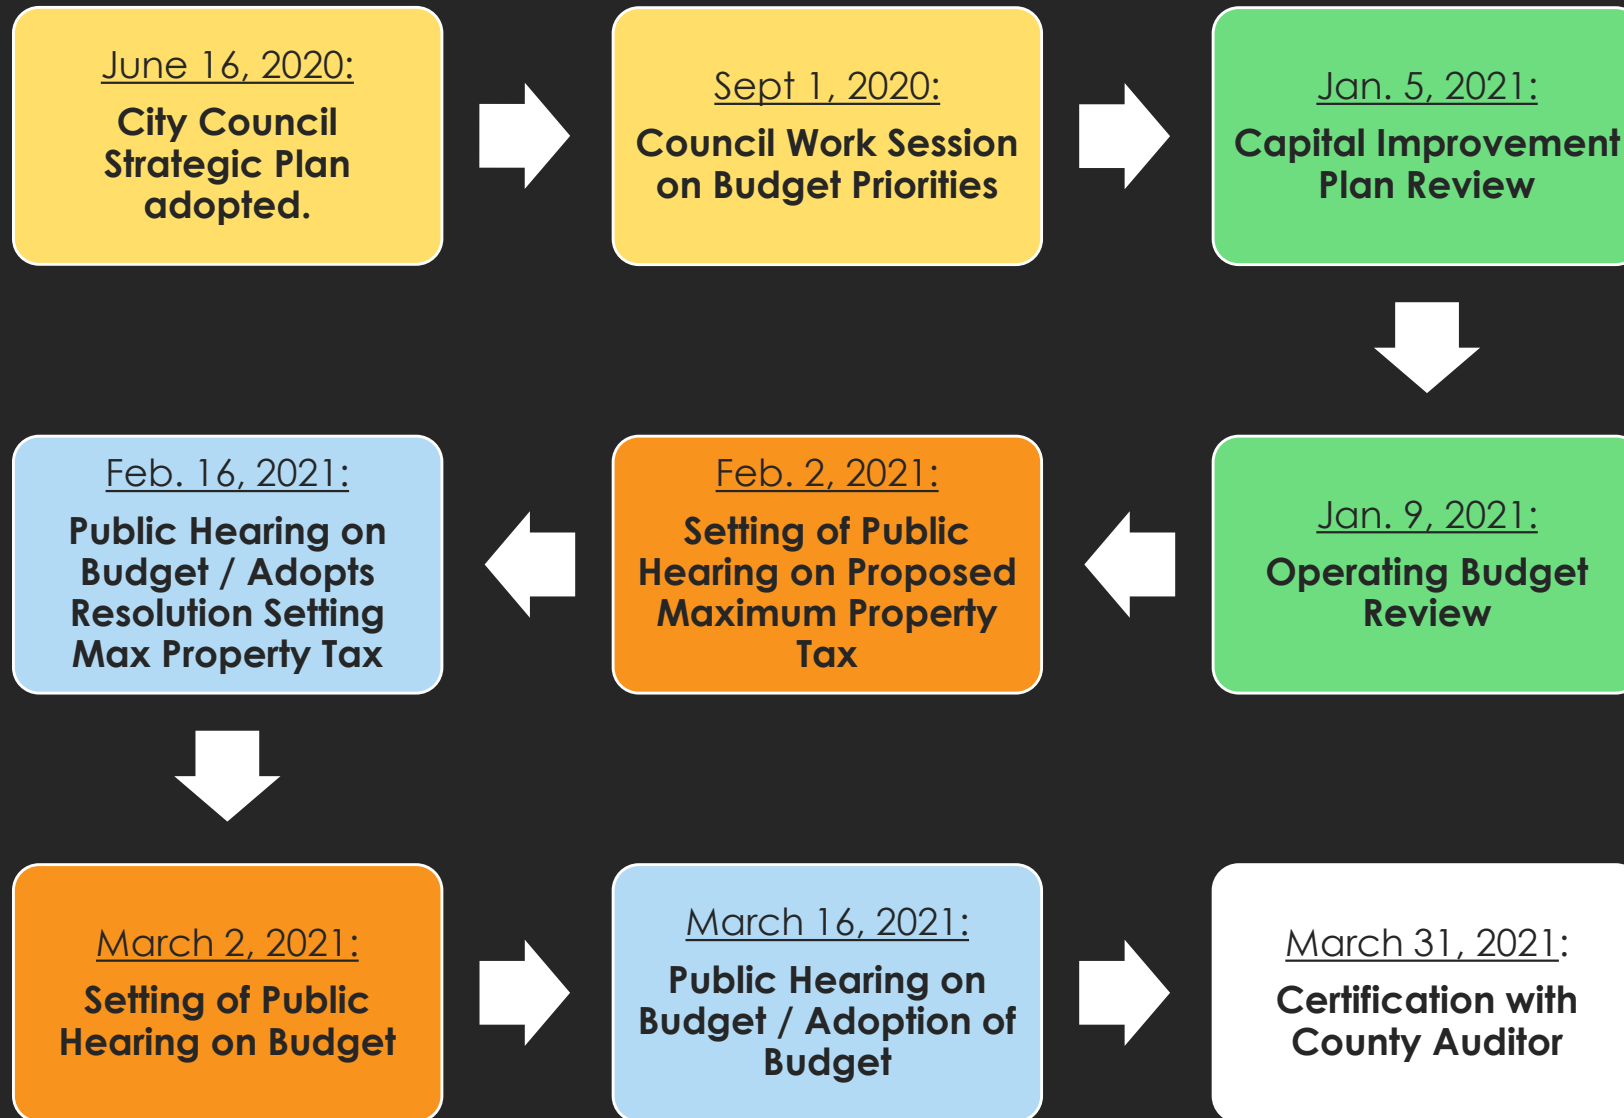 June 16, 2020:
City Council
Strategic Plan
adopted.
Sept 1, 2020:
Council Work Session
on Budget Priorities
Jan. 5, 2021:
Capital Improvement
Plan Review
Jan. 9, 2021:
Operating Budget
Review
Feb. 2, 2021:
Setting of Public
Hearing on Proposed
Maximum Property
Tax
Feb. 16, 2021:
Public Hearing on
Budget / Adopts
Resolution Setting
Max Property Tax
March 2, 2021:
Setting of Public
Hearing on Budget
March 16, 2021:
Public Hearing on
Budget / Adoption of
Budget
March 31, 2021:
Certification with
County Auditor